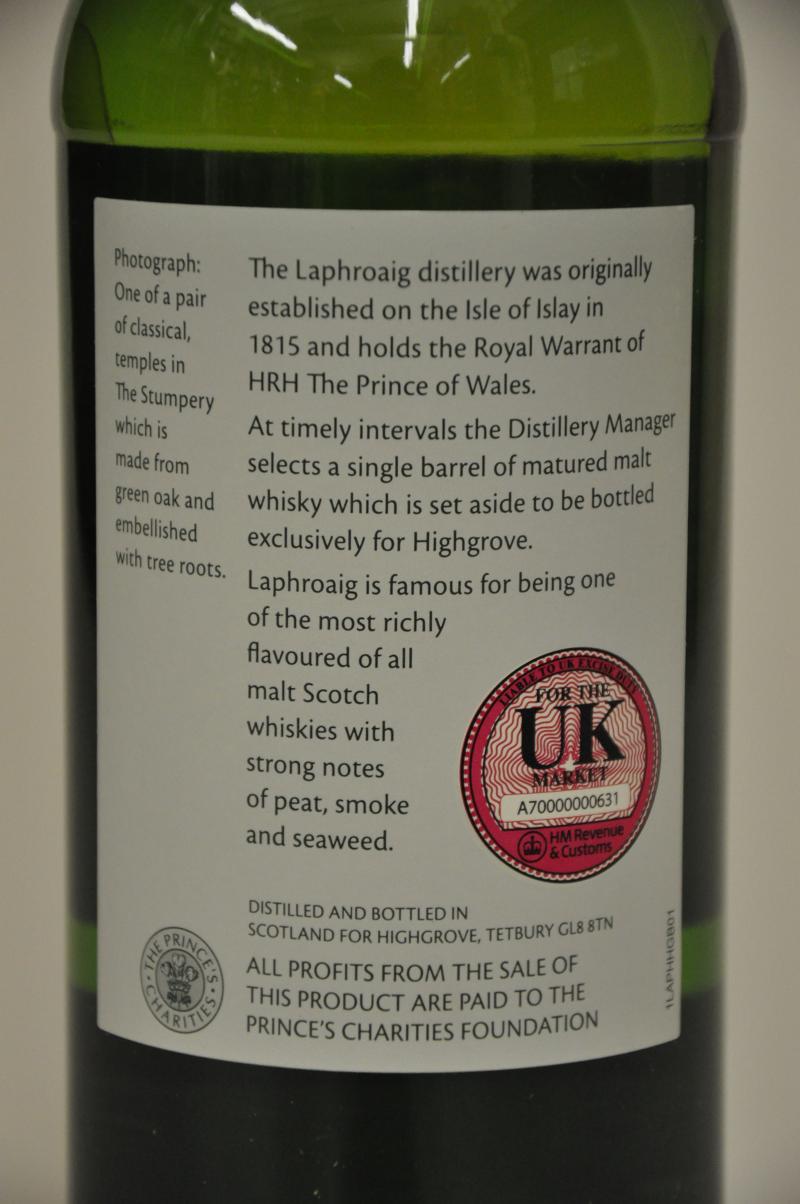 Photograph:
One of a pair
of classical,
temples in
The Stumpery
which is
made from
green oak and
embellished
with tree roots.
The Laphroaig distillery was originally
established on the Isle of Islay in
1815 and holds the Royal Warrant of
HRH The Prince of Wales.
At timely intervals the Distillery Manager
selects a single barrel of matured malt
whisky which is set aside to be bottled
exclusively for Highgrove.
Laphroaig is famous for being one
of the most richly
flavoured of all
malt Scotch
whiskies with
strong notes
of peat, smoke
and seaweed.
LIABLE TO UK EXCISE DUTY
FOR THE
UK
MARKET
A70000000631
HM Revenue
& Customs
DISTILLED AND BOTTLED IN
SCOTLAND FOR HIGHGROVE, TETBURY GL8 8TN
ALL PROFITS FROM THE SALE OF
THIS PRODUCT ARE PAID TO THE
PRINCE'S CHARITIES FOUNDATION
· THE PRINCE'S ·
CHARITIES
1LAPHHGB01